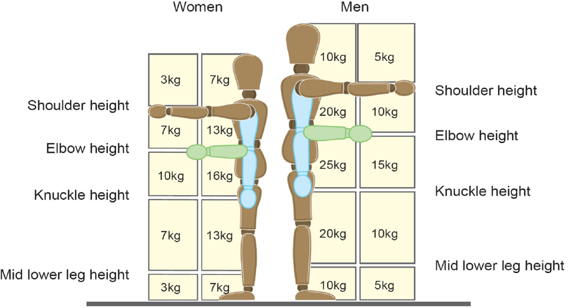 Women
Men
3kg 7kg 10kg 5kg
Shoulder height
Shoulder height
7kg 13kg 20kg 10kg
Elbow height
Elbow height
10kg 16kg 25kg 15kg
Knuckle height
Knuckle height
7kg 13kg 20kg 10kg
Mid lower leg height
Mid lower leg height
3kg 7kg 10kg 5kg